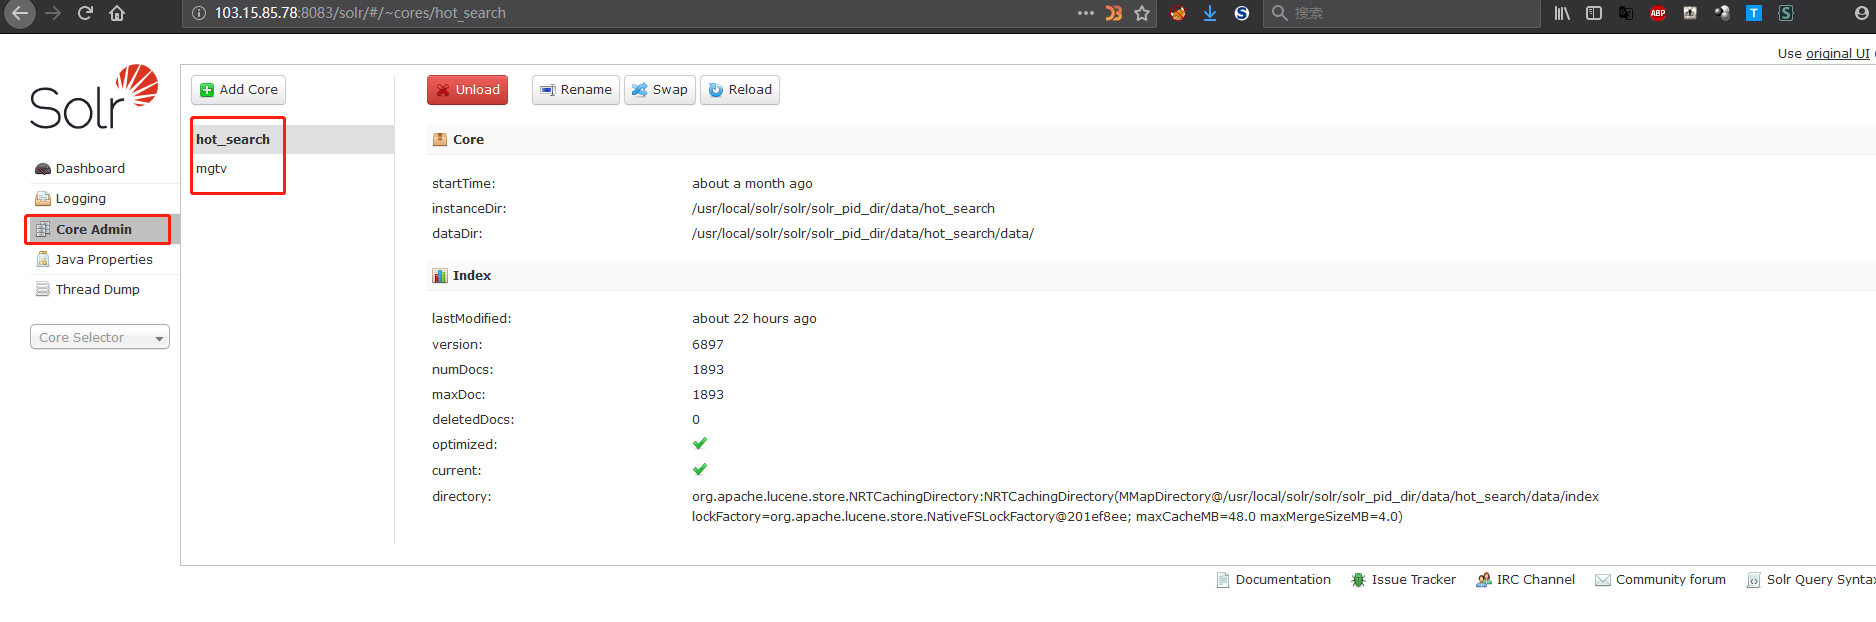 103.15.85.78:8083/solr/#/~cores/hot_search
搜索
ABP
T
S
Use original UI
Solr
Add Core
Unload
Rename
Swap
Reload
hot_search
mgtv
Dashboard
Logging
Core Admin
Java Properties
Thread Dump
Core Selector
Core
startTime: about a month ago
instanceDir: /usr/local/solr/solr/solr_pid_dir/data/hot_search
dataDir: /usr/local/solr/solr/solr_pid_dir/data/hot_search/data/
Index
lastModified: about 22 hours ago
version: 6897
numDocs: 1893
maxDoc: 1893
deletedDocs: 0
optimized:
current:
directory: org.apache.lucene.store.NRTCachingDirectory:NRTCachingDirectory(MMapDirectory@/usr/local/solr/solr/solr_pid_dir/data/hot_search/data/index
lockFactory=org.apache.lucene.store.NativeFSLockFactory@201ef8ee; maxCacheMB=48.0 maxMergeSizeMB=4.0)
Documentation
Issue Tracker
IRC Channel
Community forum
Solr Query Syntax